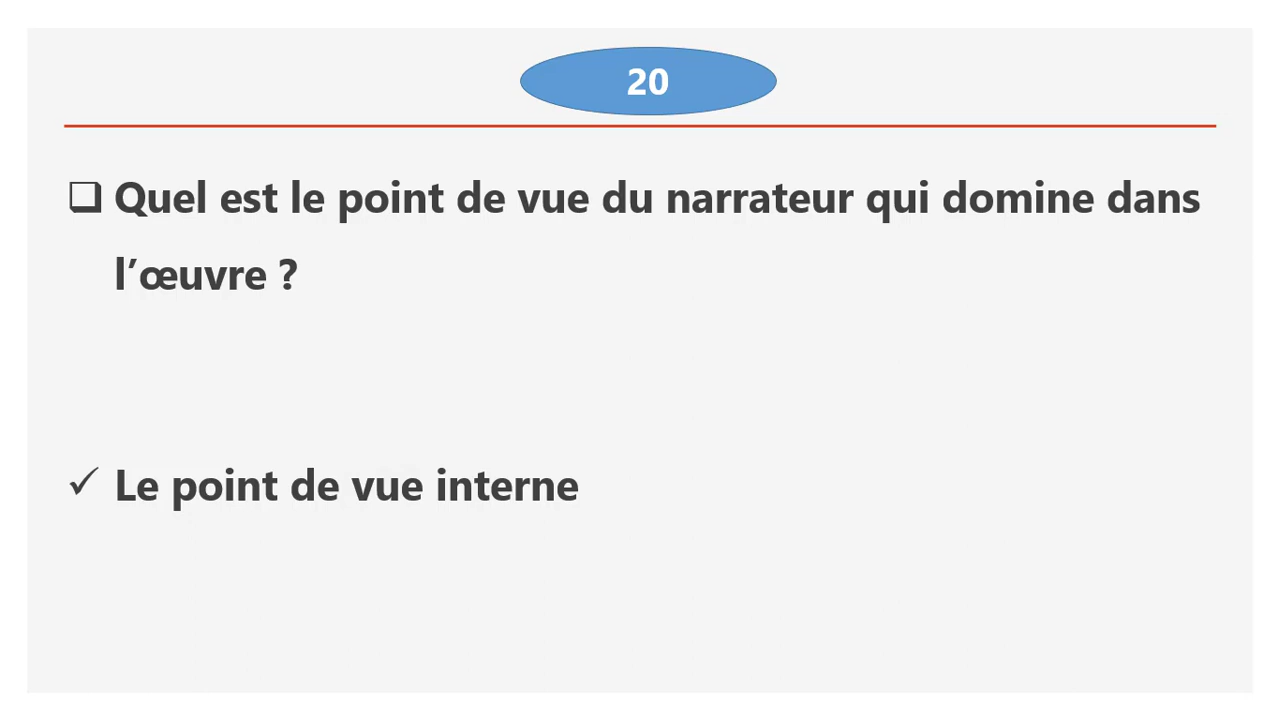 20
❑ Quel est le point de vue du narrateur qui domine dans
l’œuvre ?
✓ Le point de vue interne